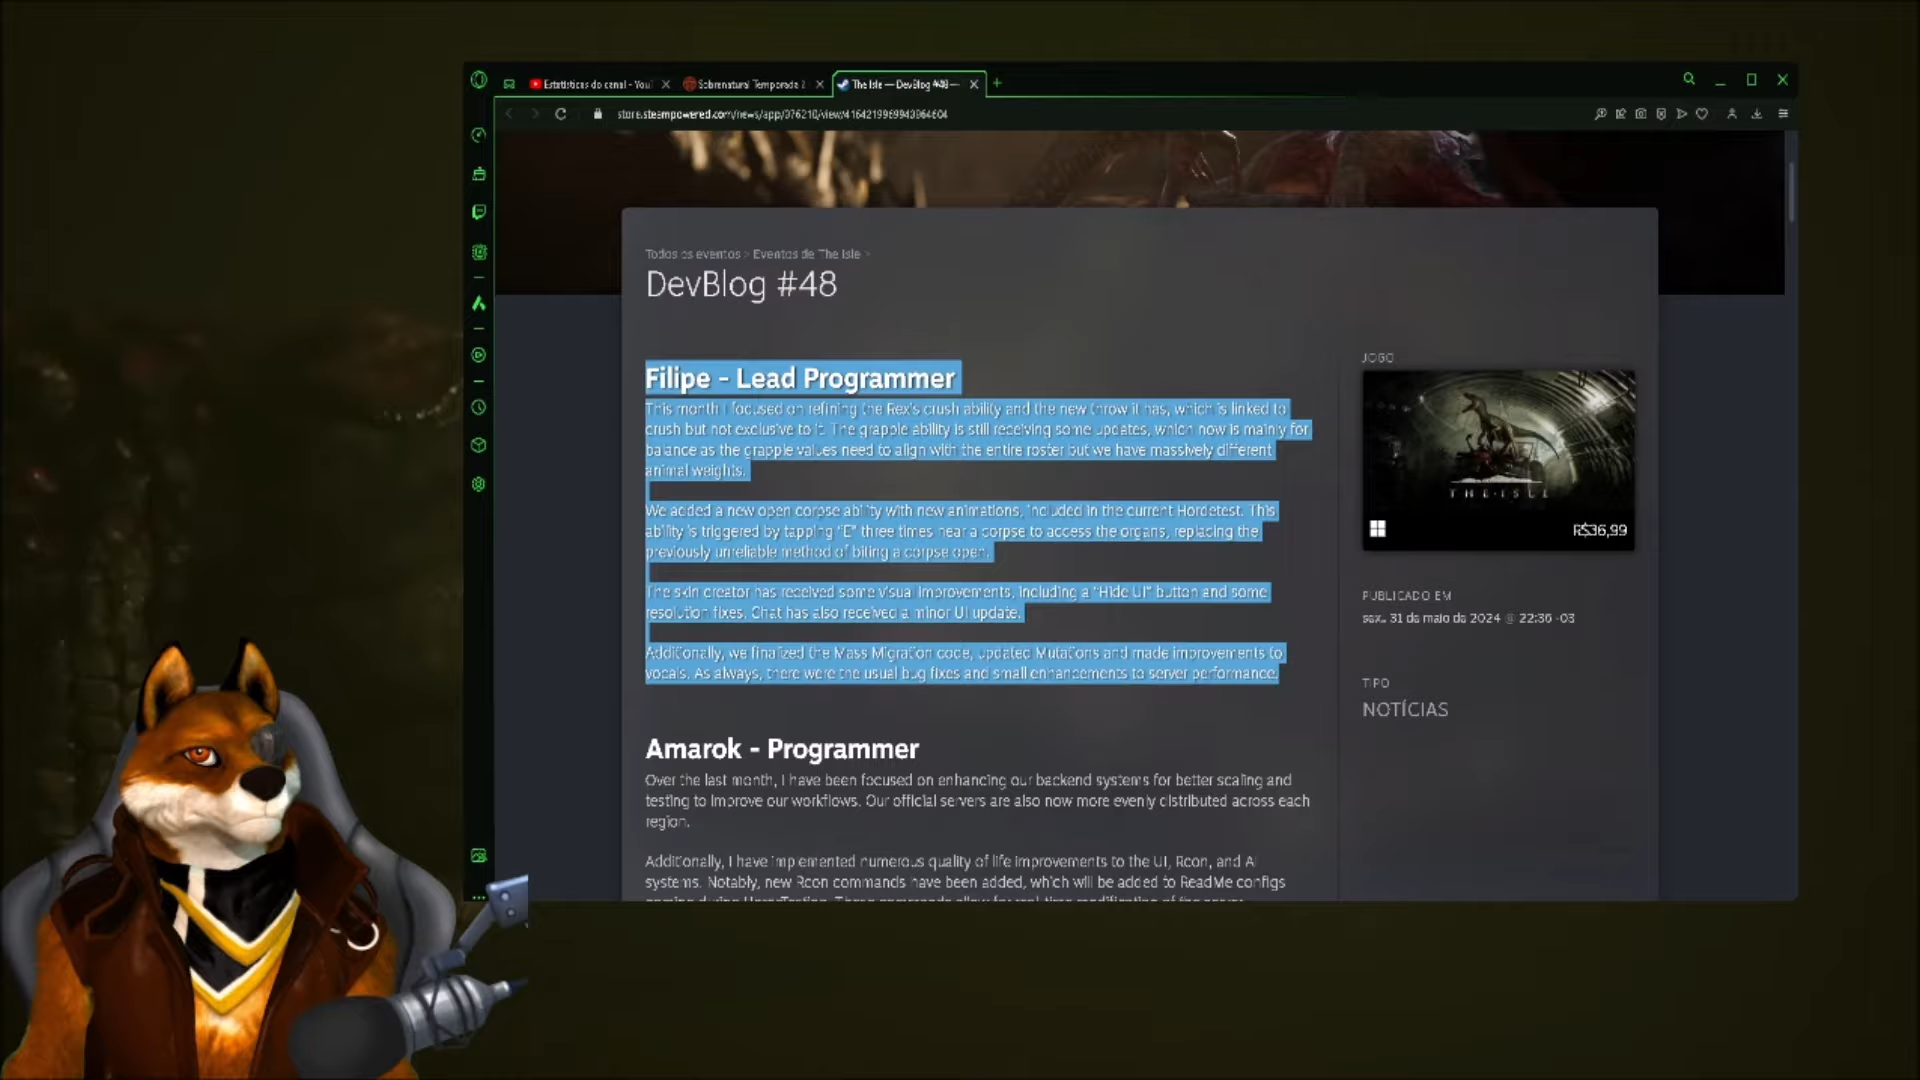 Estatísticas do canal - YouT
Sobrenatural Temporada 2
The Isle — DevBlog #48 —
store.steampowered.com/news/app/376210/view/4164219969943964604
Todos os eventos > Eventos de The Isle >
DevBlog #48
Filipe - Lead Programmer
This month I focused on refining the Rex's crush ability and the new throw it has, which is linked to
crush but not exclusive to it. The grapple ability is still receiving some updates, which now is mainly for
balance as the grapple values need to align with the entire roster but we have massively different
animal weights.
We added a new open corpse ability with new animations, included in the current Hordetest. This
ability is triggered by tapping "E" three times near a corpse to access the organs, replacing the
previously unreliable method of biting a corpse open.
The skin creator has received some visual improvements, including a "Hide UI" button and some
resolution fixes. Chat has also received a minor UI update.
Additionally, we finalized the Mass Migration code, updated Mutations and made improvements to
vocals. As always, there were the usual bug fixes and small enhancements to server performance.
Amarok - Programmer
Over the last month, I have been focused on enhancing our backend systems for better scaling and
testing to improve our workflows. Our official servers are also now more evenly distributed across each
region.
Additionally, I have implemented numerous quality of life improvements to the UI, Rcon, and AI
systems. Notably, new Rcon commands have been added, which will be added to ReadMe configs
JOGO
THE ISLE
R$36,99
PUBLICADO EM
sex., 31 de maio de 2024 @ 22:36 -03
TIPO
NOTÍCIAS